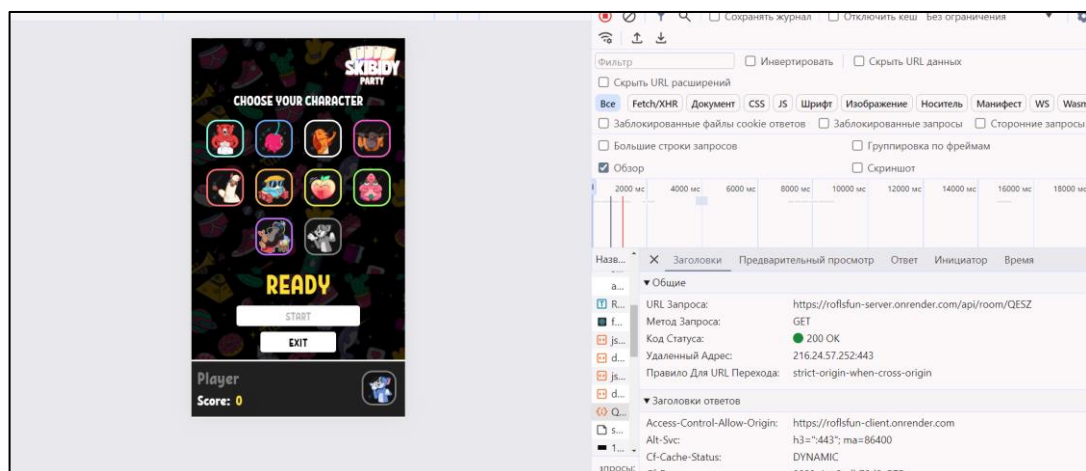 SKIBIDY
PARTY
CHOOSE YOUR CHARACTER
READY
START
EXIT
Player
Score: 0
Сохранять журнал Отключить кеш Без ограничения
Фильтр Инвертировать Скрыть URL данных
Скрыть URL расширений
Все Fetch/XHR Документ CSS JS Шрифт Изображение Носитель Манифест WS Wasm
Заблокированные файлы cookie ответов Заблокированные запросы Сторонние запросы
Большие строки запросов Группировка по фреймам
Обзор Скриншот
2000 мс 4000 мс 6000 мс 8000 мс 10000 мс 12000 мс 14000 мс 16000 мс 18000 мс
Назв... Заголовки Предварительный просмотр Ответ Инициатор Время
a...
R...
f...
js...
d...
js...
d...
Q...
s...
1...
Общие
URL Запроса: https://roflsfun-server.onrender.com/api/room/QESZ
Метод Запроса: GET
Код Статуса: 200 OK
Удаленный Адрес: 216.24.57.252:443
Правило Для URL Перехода: strict-origin-when-cross-origin
Заголовки ответов
Access-Control-Allow-Origin: https://roflsfun-client.onrender.com
Alt-Svc: h3=":443"; ma=86400
Cf-Cache-Status: DYNAMIC